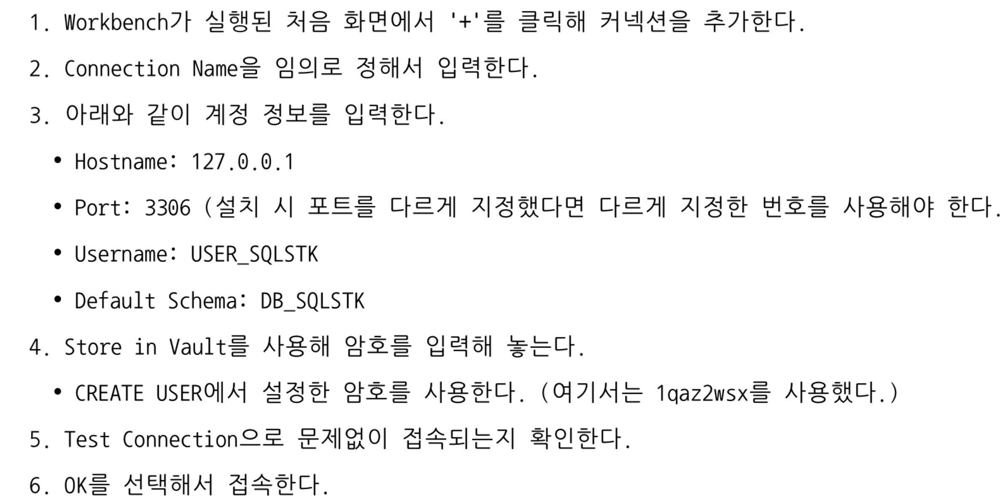 1. Workbench가 실행된 처음 화면에서 '+'를 클릭해 커넥션을 추가한다.
2. Connection Name을 임의로 정해서 입력한다.
3. 아래와 같이 계정 정보를 입력한다.
• Hostname: 127.0.0.1
• Port: 3306 (설치 시 포트를 다르게 지정했다면 다르게 지정한 번호를 사용해야 한다.
• Username: USER_SQLSTK
• Default Schema: DB_SQLSTK
4. Store in Vault를 사용해 암호를 입력해 놓는다.
• CREATE USER에서 설정한 암호를 사용한다. (여기서는 1qaz2wsx를 사용했다.)
5. Test Connection으로 문제없이 접속되는지 확인한다.
6. OK를 선택해서 접속한다.